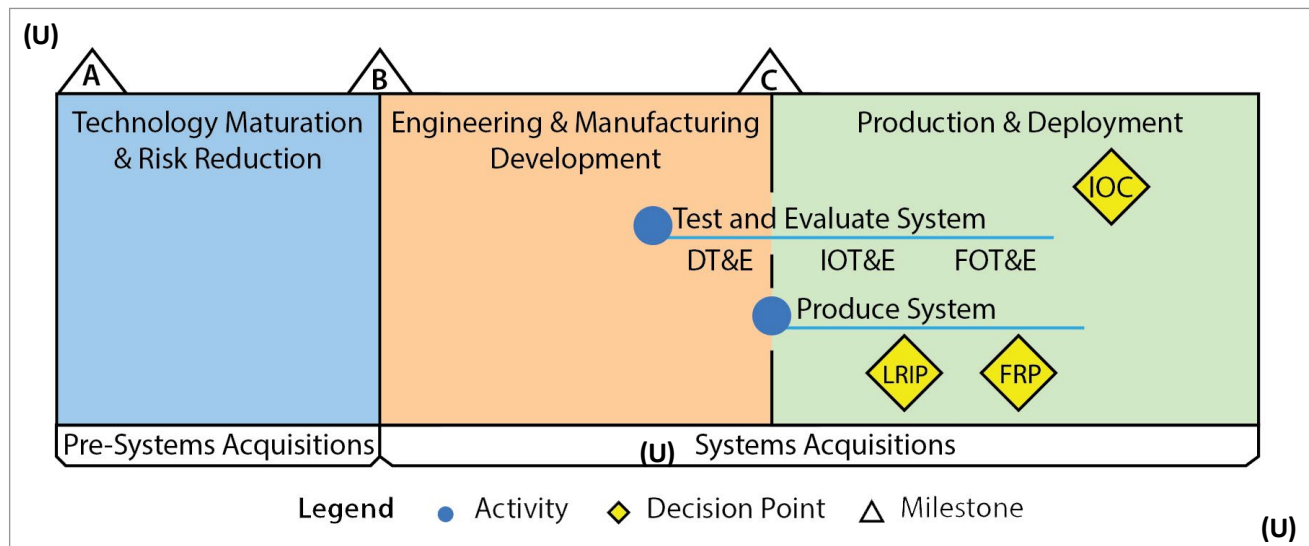 (U)
A
B
C
Technology Maturation
& Risk Reduction
Engineering & Manufacturing
Development
Production & Deployment
IOC
Test and Evaluate System
DT&E
IOT&E
FOT&E
Produce System
LRIP
FRP
Pre-Systems Acquisitions
(U)
Systems Acquisitions
Legend
Activity
Decision Point
Milestone
(U)